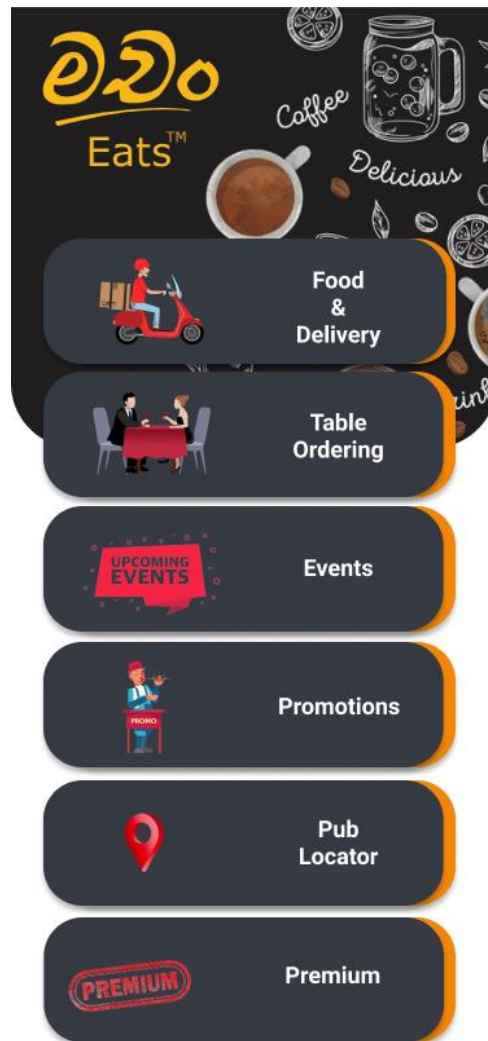 මචං
Eats™
Coffee
Delicious
Food
&
Delivery
Table
Ordering
UPCOMING
EVENTS
Events
PROMO
Promotions
Pub
Locator
PREMIUM
Premium